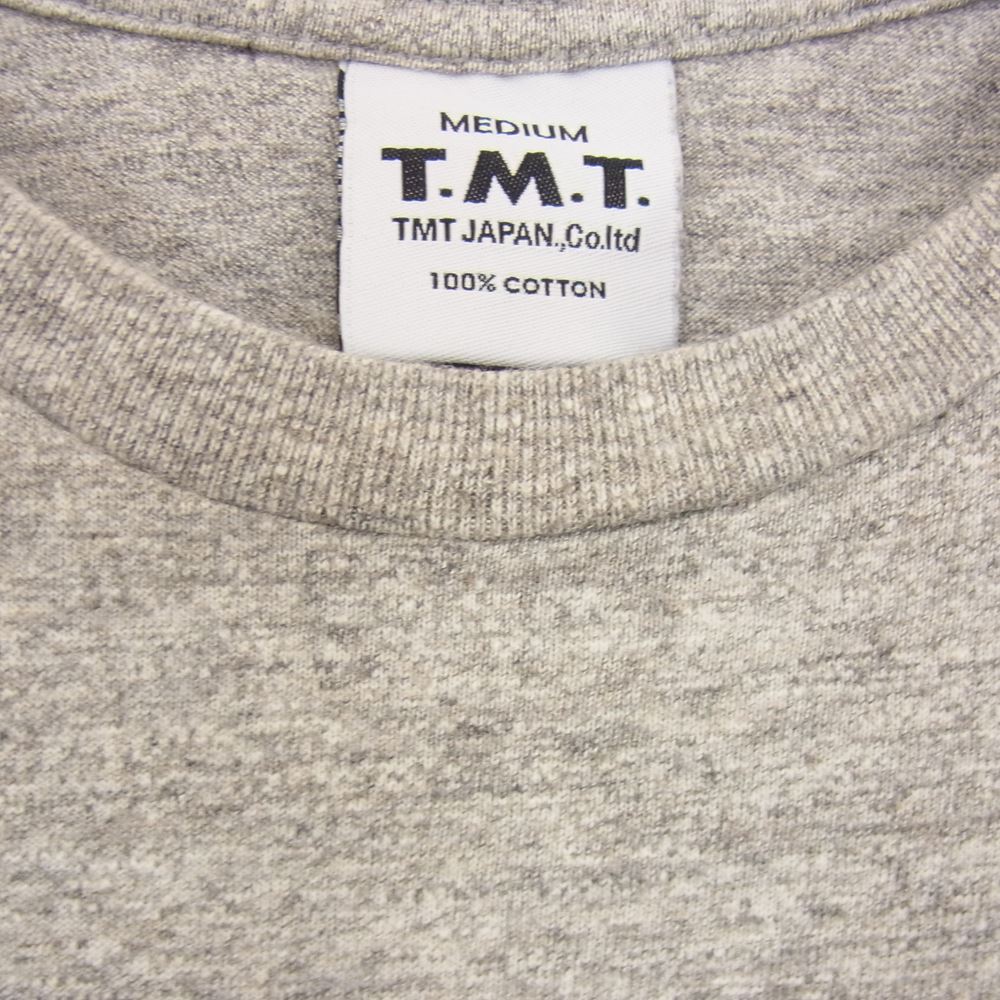 MEDIUM
T.M.T.
TMT JAPAN.,Co.ltd
100% COTTON